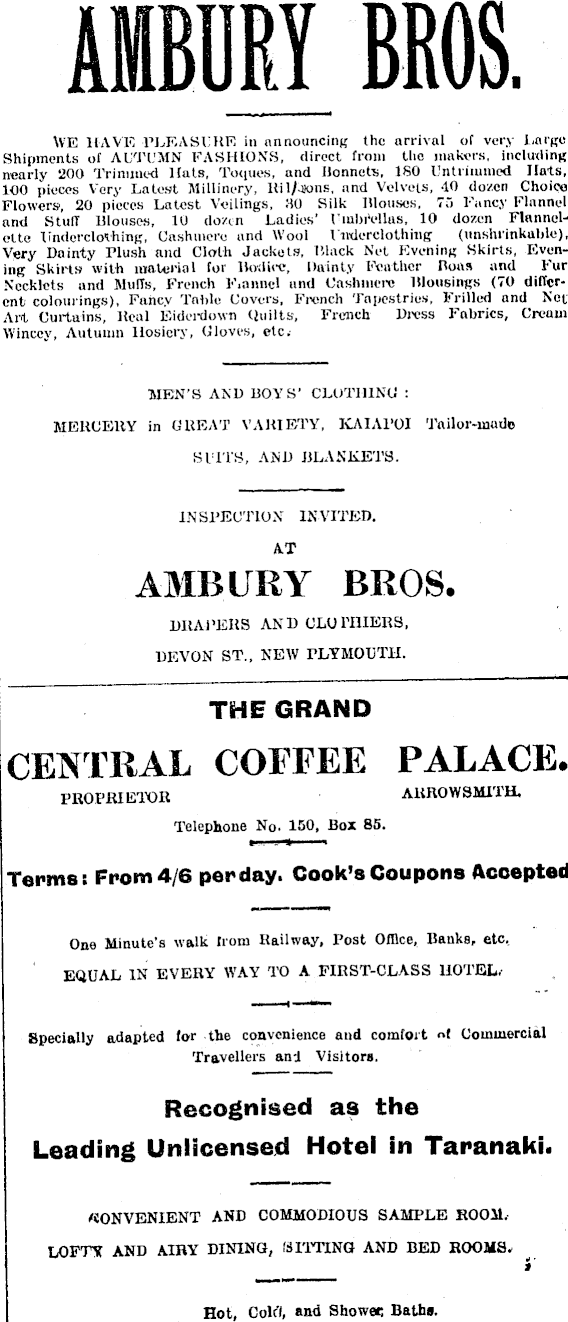 AMBURY BROS.
WE HAVE PLEASURE in announcing the arrival of very Large
Shipments of AUTUMN FASHIONS, direct from the makers, including
nearly 200 Trimmed Hats, Toques, and Bonnets, 180 Untrimmed Hats,
100 pieces Very Latest Millinery, Ribbons, and Velvets, 40 dozen Choice
Flowers, 20 pieces Latest Veilings, 30 Silk Blouses, 75 Fancy Flannel
and Stuff Blouses, 10 dozen Ladies' Umbrellas, 10 dozen Flannel-
ette Underclothing, Cashmere and Wool Underclothing (unshrinkable),
Very Dainty Plush and Cloth Jackets, Black Net Evening Skirts, Even-
ing Skirts with material for Bodice, Dainty Feather Boas and Fur
Necklets and Muffs, French Flannel and Cashmere Blousings (70 differ-
ent colourings), Fancy Table Covers, French Tapestries, Frilled and Net
Art Curtains, Real Eiderdown Quilts, French Dress Fabrics, Cream
Wincey, Autumn Hosiery, Gloves, etc.
MEN'S AND BOYS' CLOTHING :
MERCERY in GREAT VARIETY, KAIAPOI Tailor-made
SUITS, AND BLANKETS.
INSPECTION INVITED.
AT
AMBURY BROS.
DRAPERS AND CLOTHIERS,
DEVON ST., NEW PLYMOUTH.
THE GRAND
CENTRAL COFFEE PALACE.
PROPRIETOR ARROWSMITH.
Telephone No. 150, Box 85.
Terms: From 4/6 per day. Cook's Coupons Accepted
One Minute's walk from Railway, Post Office, Banks, etc.
EQUAL IN EVERY WAY TO A FIRST-CLASS HOTEL.
Specially adapted for the convenience and comfort of Commercial
Travellers and Visitors.
Recognised as the
Leading Unlicensed Hotel in Taranaki.
CONVENIENT AND COMMODIOUS SAMPLE ROOM.
LOFTY AND AIRY DINING, SITTING AND BED ROOMS.
Hot, Cold, and Shower Baths.